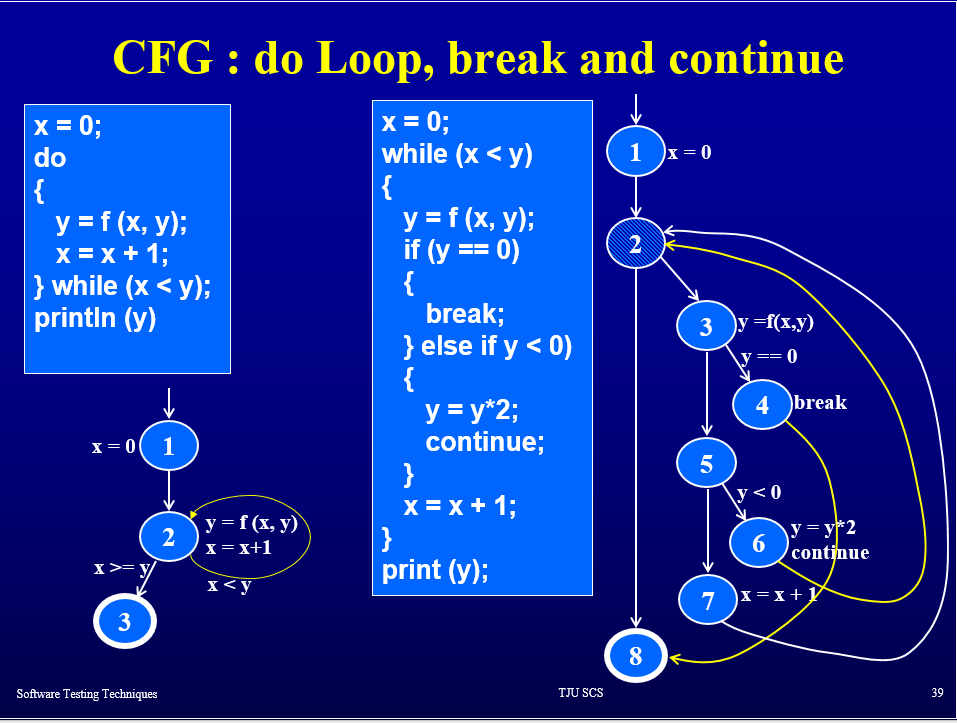 CFG : do Loop, break and continue
x = 0;
do
{
y = f (x, y);
x = x + 1;
} while (x < y);
println (y)
x = 0;
while (x < y)
{
y = f (x, y);
if (y == 0)
{
break;
} else if y < 0)
{
y = y*2;
continue;
}
x = x + 1;
}
print (y);
x = 0
1
2
y = f (x, y)
x = x+1
x >= y
x < y
3
1
x = 0
2
3
y =f(x,y)
y == 0
4
break
5
y < 0
6
y = y*2
continue
7
x = x + 1
8
Software Testing Techniques
TJU SCS
39